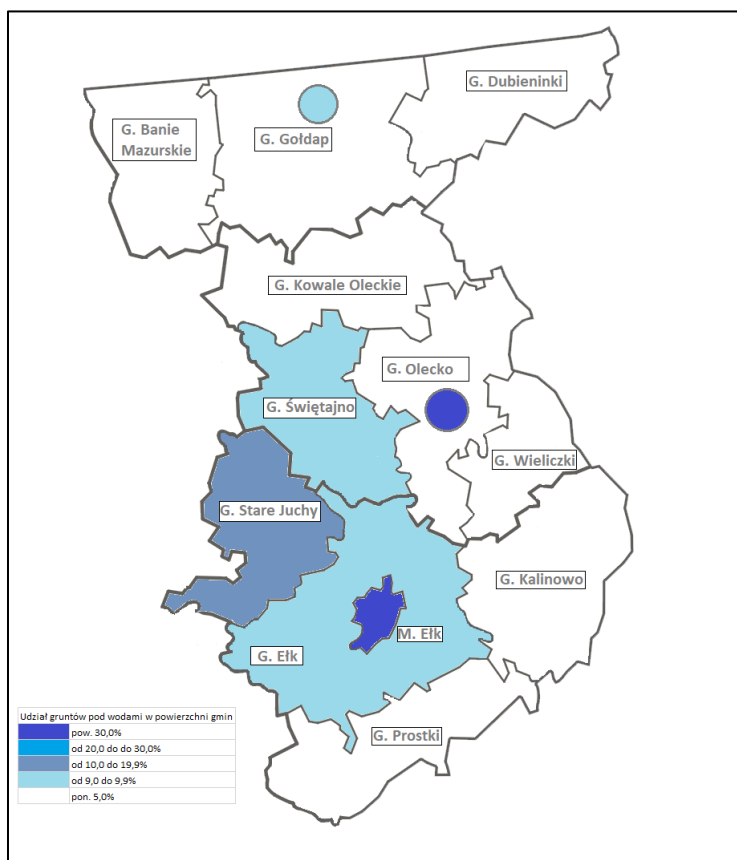 G. Dubieninki
G. Banie
Mazurskie
G. Gołdap
G. Kowale Oleckie
G. Olecko
G. Świętajno
G. Wieliczki
G. Stare Juchy
G. Kalinowo
M. Ełk
G. Ełk
G. Prostki
Udział gruntów pod wodami w powierzchni gmin
pow. 30,0%
od 20,0 do do 30,0%
od 10,0 do 19,9%
od 9,0 do 9,9%
pon. 5,0%